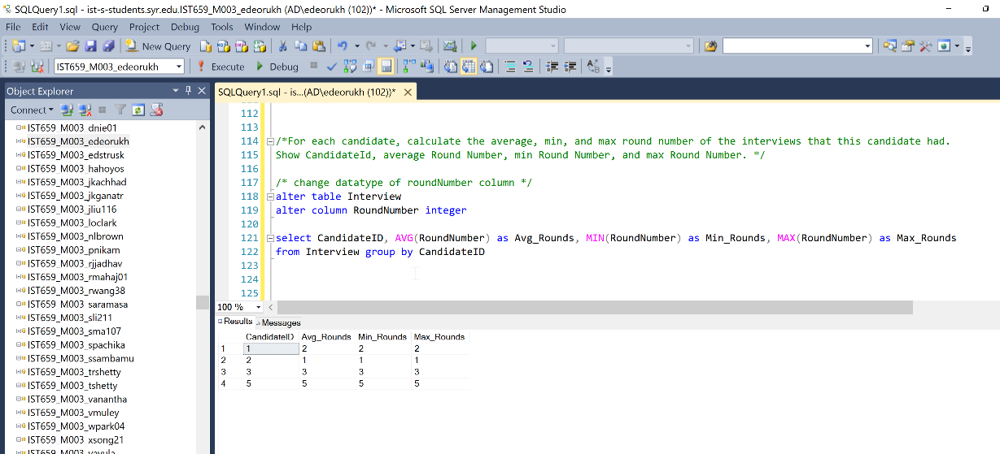 SQLQuery1.sql - ist-s-students.syr.edu.IST659_M003_edeorukh (AD\edeorukh (102))* - Microsoft SQL Server Management Studio
File Edit View Query Project Debug Tools Window Help
New Query
IST659_M003_edeorukh Execute Debug
Object Explorer
Connect
IST659_M003_dnie01
IST659_M003_edeorukh
IST659_M003_edstrusk
IST659_M003_hahoyos
IST659_M003_jkachhad
IST659_M003_jkganatr
IST659_M003_jliu116
IST659_M003_loclark
IST659_M003_nlbrown
IST659_M003_pnikam
IST659_M003_rjjadhav
IST659_M003_rmahaj01
IST659_M003_rwang38
IST659_M003_saramasa
IST659_M003_sli211
IST659_M003_sma107
IST659_M003_spachika
IST659_M003_ssambamu
IST659_M003_trshetty
IST659_M003_tshetty
IST659_M003_vanantha
IST659_M003_vmuley
IST659_M003_wpark04
IST659_M003_xsong21
SQLQuery1.sql - is...(AD\edeorukh (102))*
112
113
114 /*For each candidate, calculate the average, min, and max round number of the interviews that this candidate had.
115 Show CandidateId, average Round Number, min Round Number, and max Round Number. */
116
117 /* change datatype of roundNumber column */
118 alter table Interview
119 alter column RoundNumber integer
120
121 select CandidateID, AVG(RoundNumber) as Avg_Rounds, MIN(RoundNumber) as Min_Rounds, MAX(RoundNumber) as Max_Rounds
122 from Interview group by CandidateID
123
124
125
100 %
Results Messages
CandidateID Avg_Rounds Min_Rounds Max_Rounds
1 1 2 2 2
2 2 1 1 1
3 3 3 3 3
4 5 5 5 5